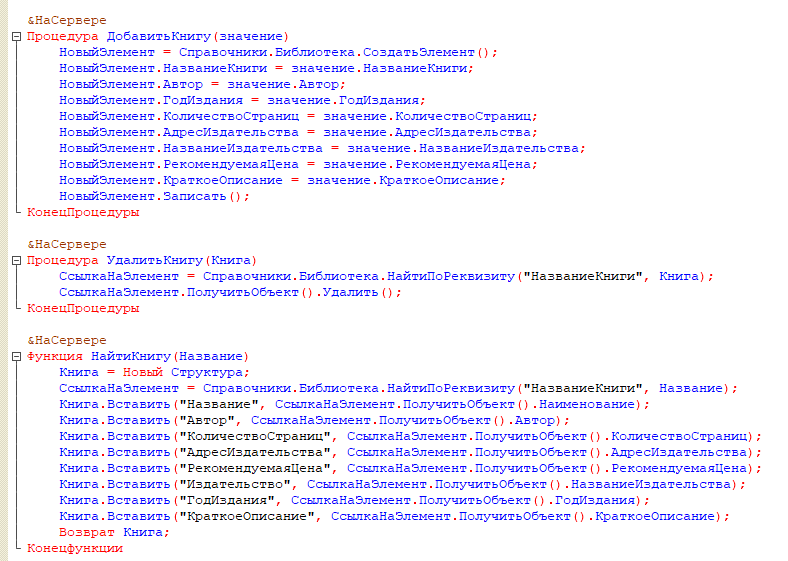 &НаСервере
Процедура ДобавитьКнигу(значение)
НовыйЭлемент = Справочники.Библиотека.СоздатьЭлемент();
НовыйЭлемент.НазваниеКниги = значение.НазваниеКниги;
НовыйЭлемент.Автор = значение.Автор;
НовыйЭлемент.ГодИздания = значение.ГодИздания;
НовыйЭлемент.КоличествоСтраниц = значение.КоличествоСтраниц;
НовыйЭлемент.АдресИздательства = значение.АдресИздательства;
НовыйЭлемент.НазваниеИздательства = значение.НазваниеИздательства;
НовыйЭлемент.РекомендуемаяЦена = значение.РекомендуемаяЦена;
НовыйЭлемент.КраткоеОписание = значение.КраткоеОписание;
НовыйЭлемент.Записать();
КонецПроцедуры
&НаСервере
Процедура УдалитьКнигу(Книга)
СсылкаНаЭлемент = Справочники.Библиотека.НайтиПоРеквизиту("НазваниеКниги", Книга);
СсылкаНаЭлемент.ПолучитьОбъект().Удалить();
КонецПроцедуры
&НаСервере
Функция НайтиКнигу(Название)
Книга = Новый Структура;
СсылкаНаЭлемент = Справочники.Библиотека.НайтиПоРеквизиту("НазваниеКниги", Название);
Книга.Вставить("Название", СсылкаНаЭлемент.ПолучитьОбъект().Наименование);
Книга.Вставить("Автор", СсылкаНаЭлемент.ПолучитьОбъект().Автор);
Книга.Вставить("КоличествоСтраниц", СсылкаНаЭлемент.ПолучитьОбъект().КоличествоСтраниц);
Книга.Вставить("АдресИздательства", СсылкаНаЭлемент.ПолучитьОбъект().АдресИздательства);
Книга.Вставить("РекомендуемаяЦена", СсылкаНаЭлемент.ПолучитьОбъект().РекомендуемаяЦена);
Книга.Вставить("Издательство", СсылкаНаЭлемент.ПолучитьОбъект().НазваниеИздательства);
Книга.Вставить("ГодИздания", СсылкаНаЭлемент.ПолучитьОбъект().ГодИздания);
Книга.Вставить("КраткоеОписание", СсылкаНаЭлемент.ПолучитьОбъект().КраткоеОписание);
Возврат Книга;
Конецфункции